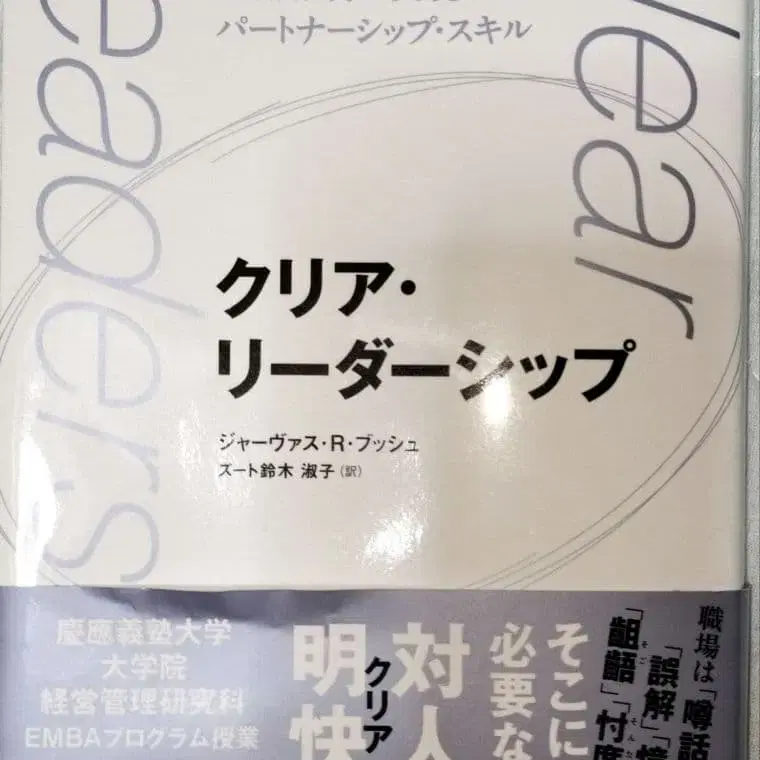 パートナーシップ・スキル
lear
eaders
クリア・
リーダーシップ
ジャーヴァス・R・ブッシュ
ズート鈴木 淑子(訳)
職場は「噂話
「誤解」「憶
「齟齬」「忖度
そこに
必要な
対人
クリア
明快
慶應義塾大学
大学院
経営管理研究科
EMBAプログラム授業